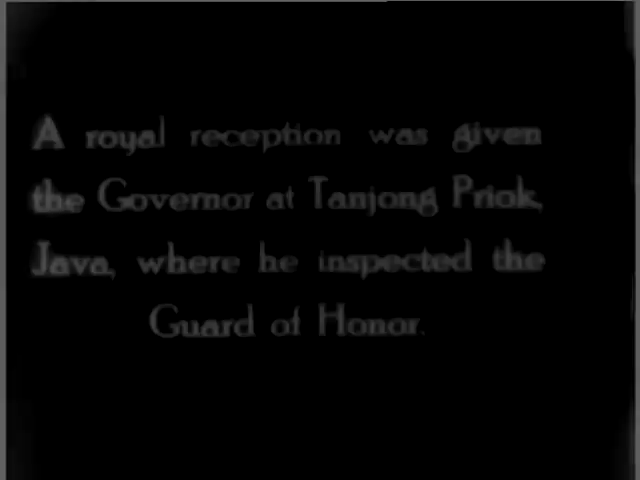 A royal reception was given
the Governor at Tanjong Priok,
Java, where he inspected the
Guard of Honor.